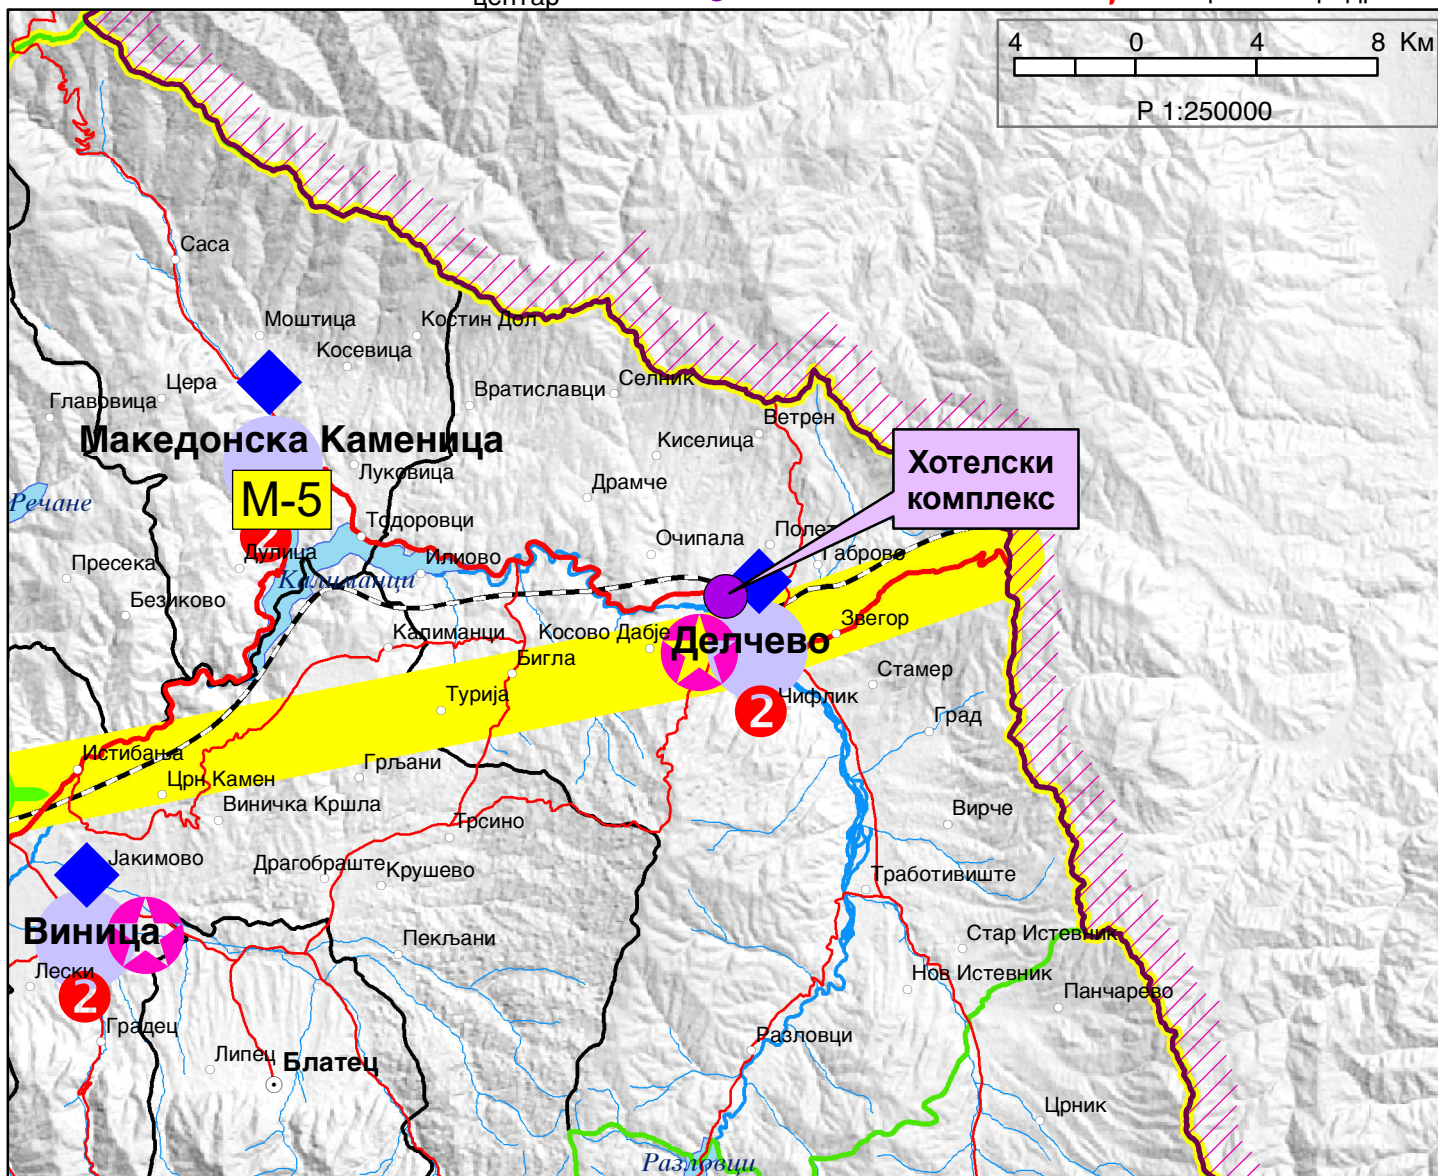 центар
4 0 4 8 Км
Р 1:250000
Саса
Моштица
Костин Дол
Косевица
Цера
Вратиславци
Селник
Главовица
Ветрен
Македонска Каменица
Киселица
Хотелски
комплекс
Луковица
Драмче
М-5
Речане
Тодоровци
Полет
Очипала
2
Дулица
Илиово
Габрово
Пресека
Калиманци
Безиково
Калиманци
Косово Дабје
Делчево
Звегор
Бигла
Стамер
Турија
Чифлик
2
Град
Истибања
Грљани
Црн Камен
Виничка Кршла
Вирче
Трсино
Јакимово
Драгобраште
Крушево
Тработивиште
Виница
Пекљани
Стар Истевник
Лески
Нов Истевник
Панчарево
2
Градец
Разловци
Липец
Блатец
Црник
Разловци